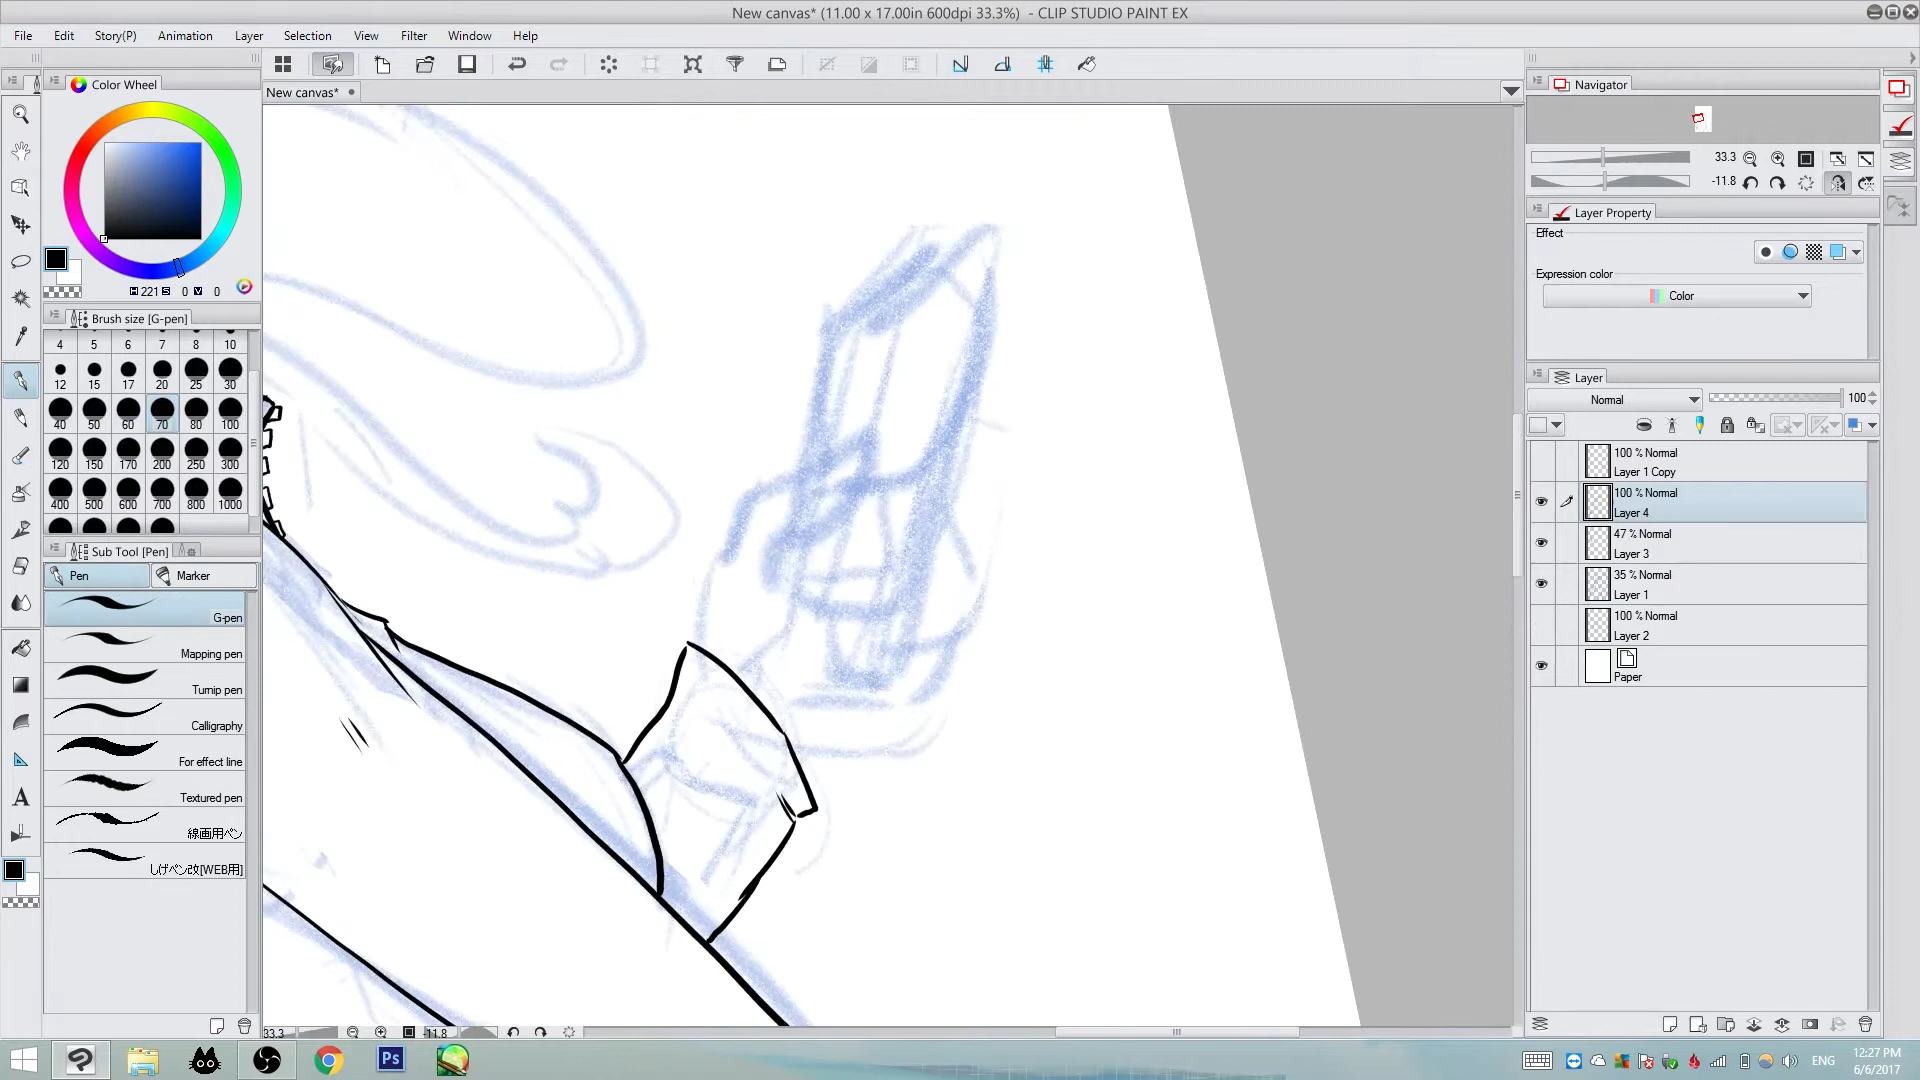 New canvas* (11.00 x 17.00in 600dpi 33.3%) - CLIP STUDIO PAINT EX
File Edit Story(P) Animation Layer Selection Filter View Window Help
Color Wheel
New canvas*
Navigator
33.3
-11.8
Layer Property
Effect
Expression color
Color
H 221 S 0 V 0
Brush size [G-pen]
4 5 6 7 8 10
12 15 17 20 25 30
40 50 60 70 80 100
120 150 170 200 250 300
400 500 600 700 800 1000
Sub Tool [Pen]
Pen Marker
G-pen
Mapping pen
Turnip pen
Calligraphy
For effect line
Textured pen
線画用ペン
しげペン改[WEB用]
Layer
Normal 100
100 % Normal
Layer 1 Copy
100 % Normal
Layer 4
47 % Normal
Layer 3
35 % Normal
Layer 1
100 % Normal
Layer 2
Paper
A
33.3 -11.8
Ps
ENG
12:27 PM
6/6/2017